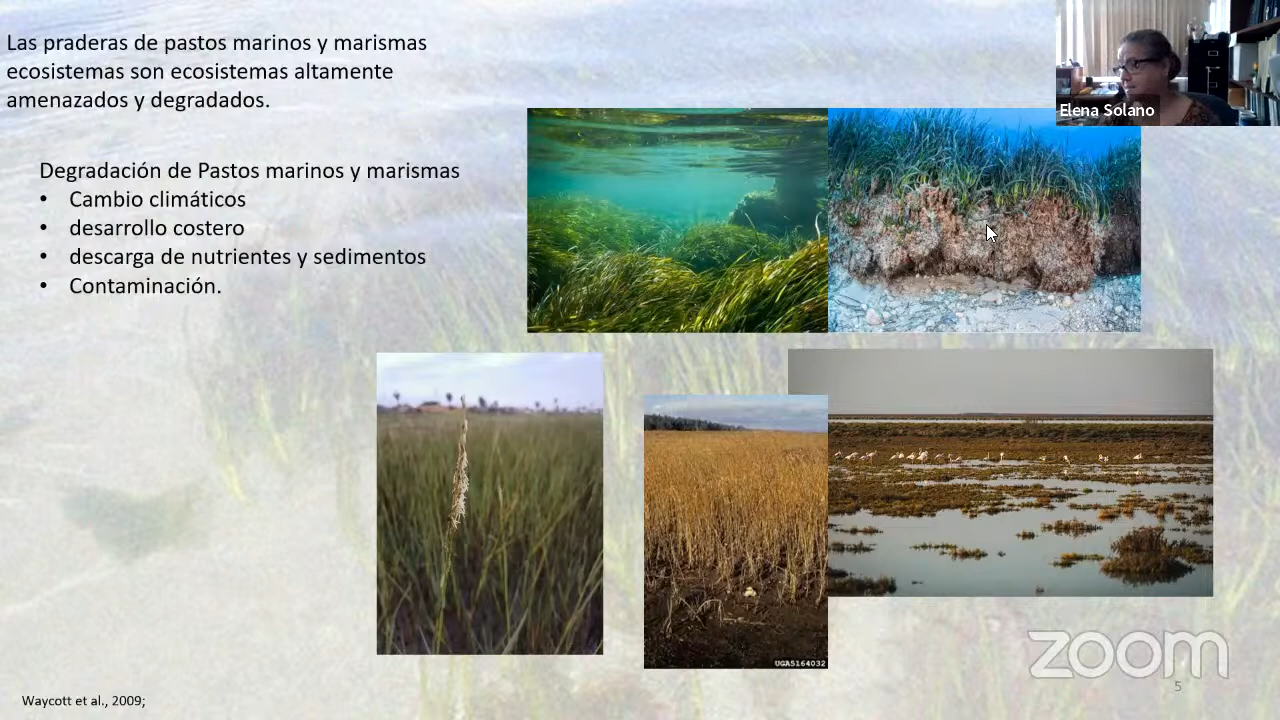 Las praderas de pastos marinos y marismas
ecosistemas son ecosistemas altamente
amenazados y degradados.
Elena Solano
Degradación de Pastos marinos y marismas
• Cambio climáticos
• desarrollo costero
• descarga de nutrientes y sedimentos
• Contaminación.
UGA5164032
zoom
5
Waycott et al., 2009;